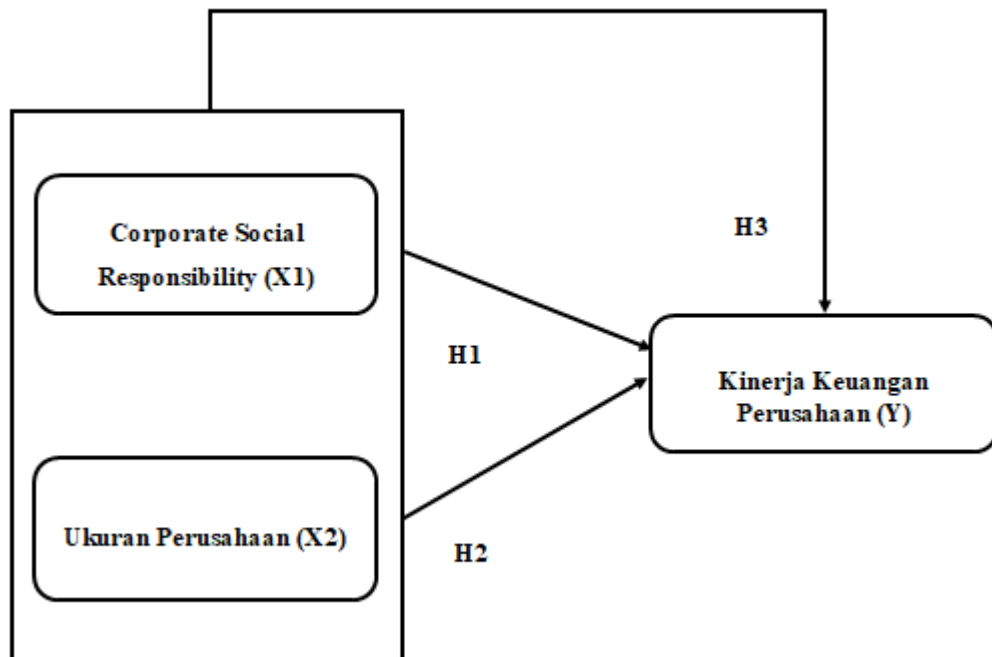 Corporate Social
Responsibility (X1)
H3
H1
Kinerja Keuangan
Perusahaan (Y)
Ukuran Perusahaan (X2)
H2